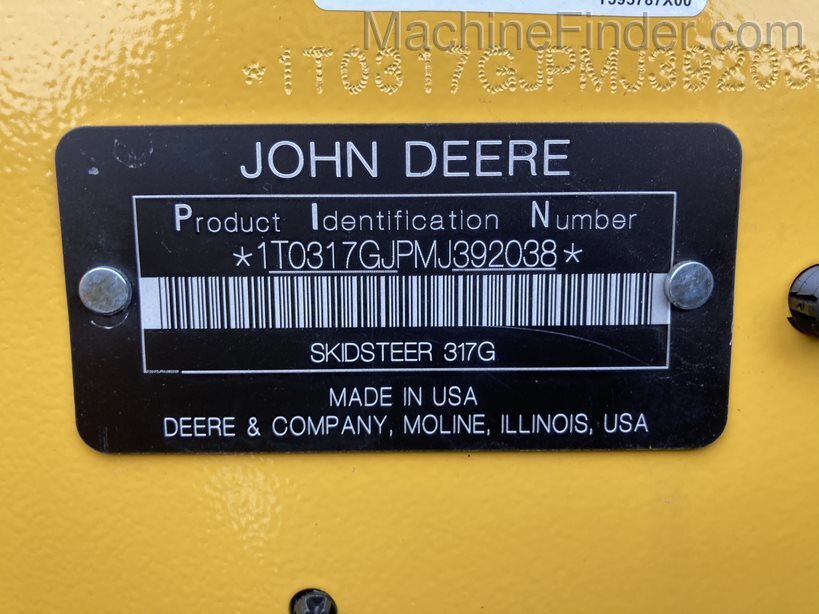 1595787X00
MachineFinder.com
*1T0317GJPMJ39203
JOHN DEERE
Product Identification Number
*1T0317GJPMJ392038*
SKIDSTEER 317G
MADE IN USA
DEERE & COMPANY, MOLINE, ILLINOIS, USA